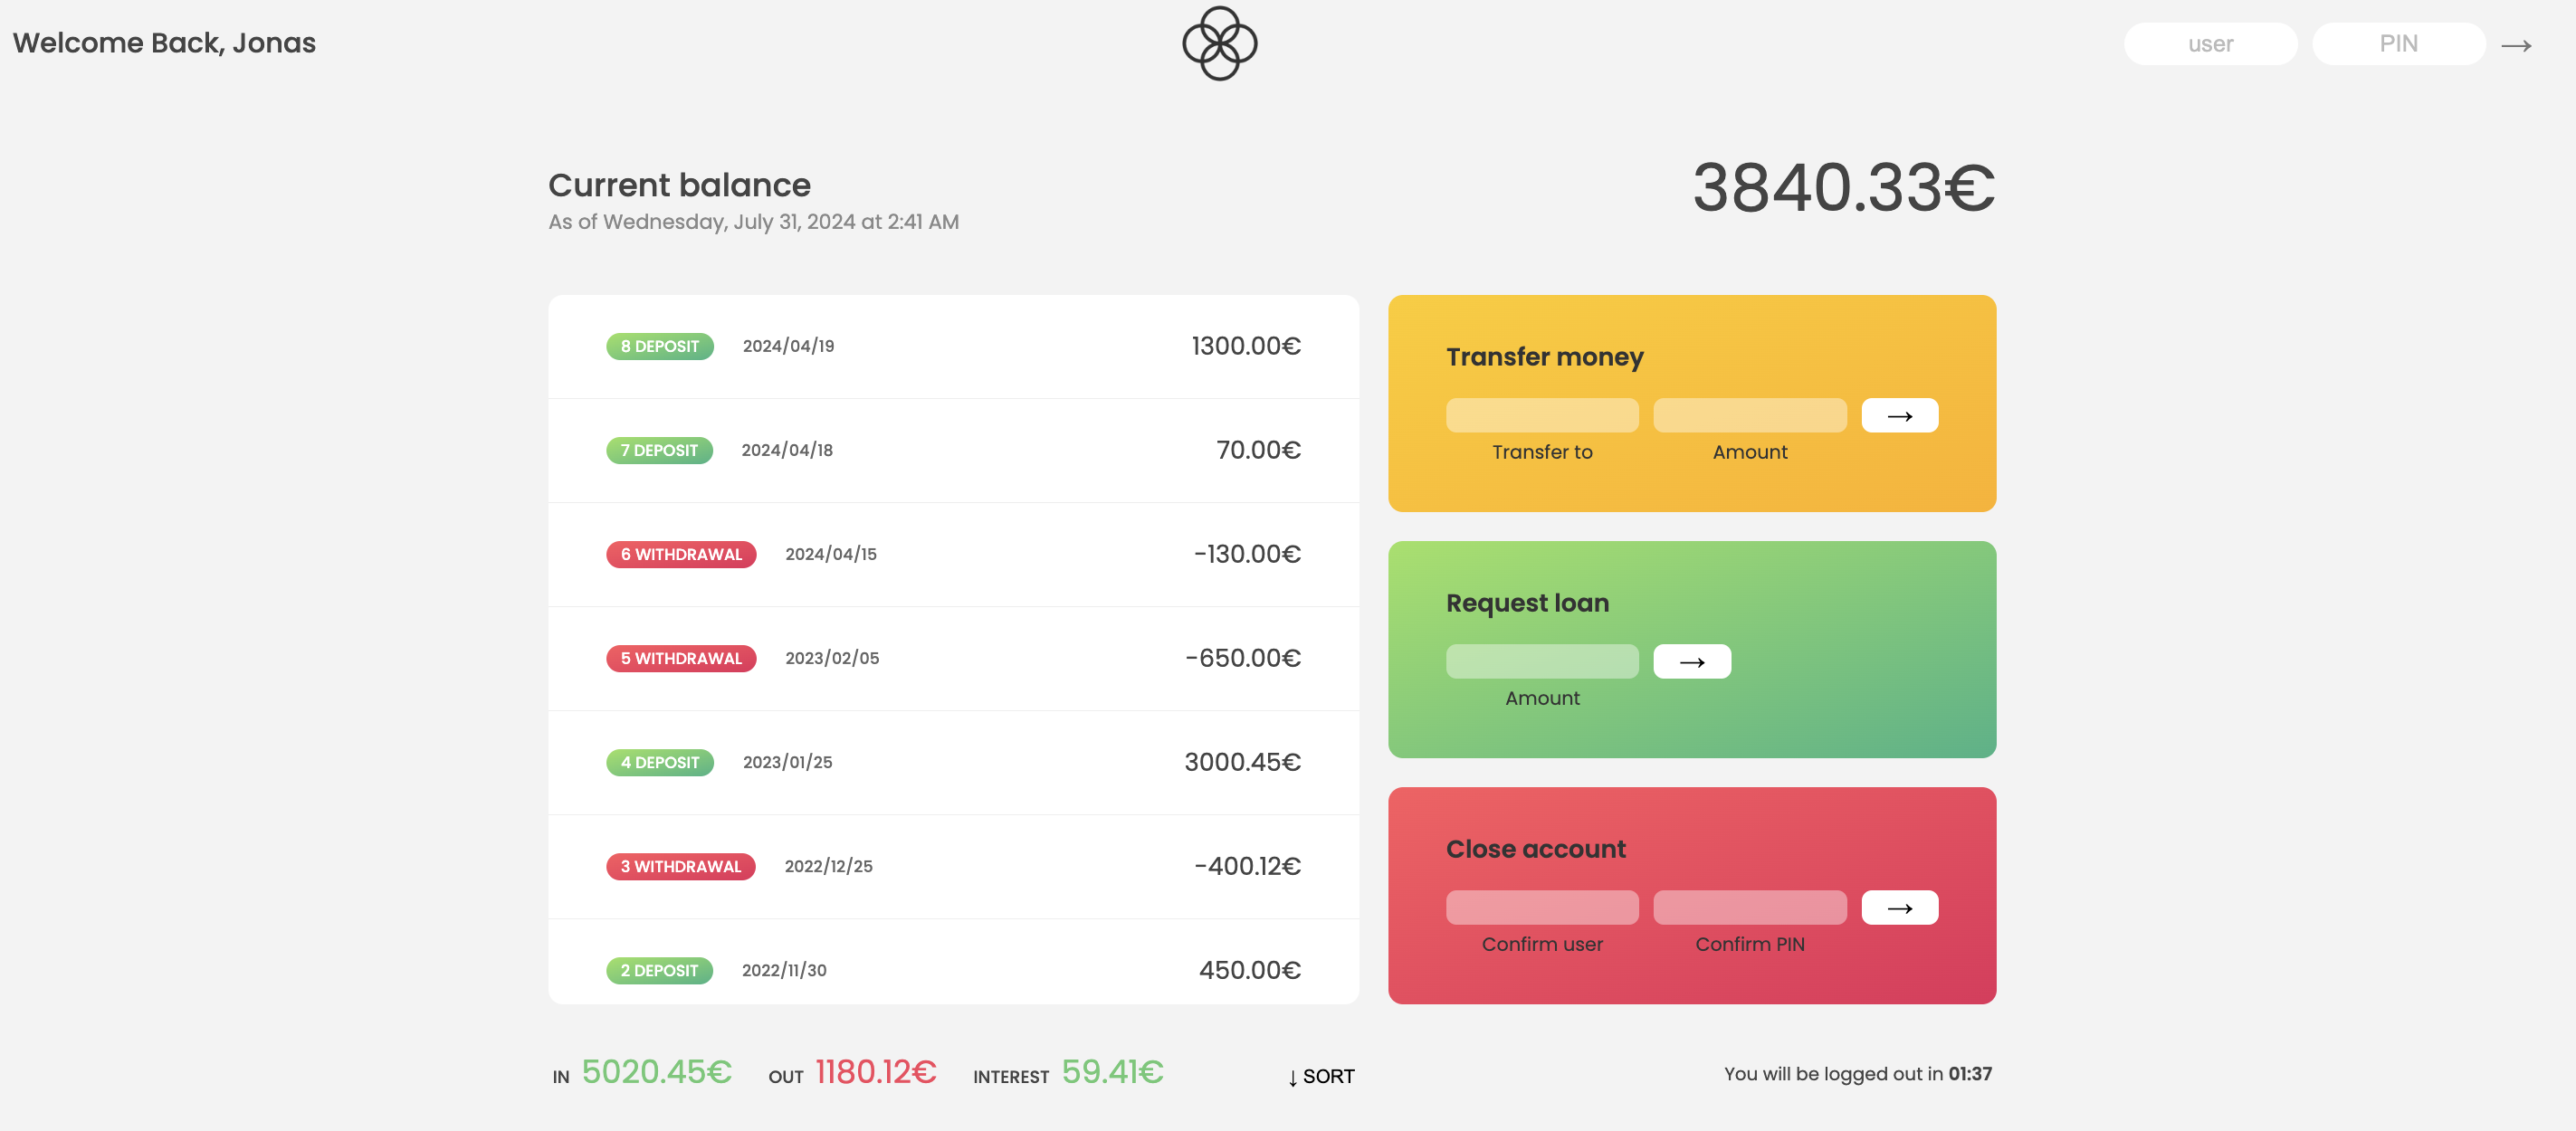 Welcome Back, Jonas
user
PIN
→
Current balance
As of Wednesday, July 31, 2024 at 2:41 AM
3840.33€
8 DEPOSIT 2024/04/19 1300.00€
7 DEPOSIT 2024/04/18 70.00€
6 WITHDRAWAL 2024/04/15 -130.00€
5 WITHDRAWAL 2023/02/05 -650.00€
4 DEPOSIT 2023/01/25 3000.45€
3 WITHDRAWAL 2022/12/25 -400.12€
2 DEPOSIT 2022/11/30 450.00€
Transfer money
→
Transfer to Amount
Request loan
→
Amount
Close account
→
Confirm user Confirm PIN
IN 5020.45€ OUT 1180.12€ INTEREST 59.41€ ↓ SORT
You will be logged out in 01:37